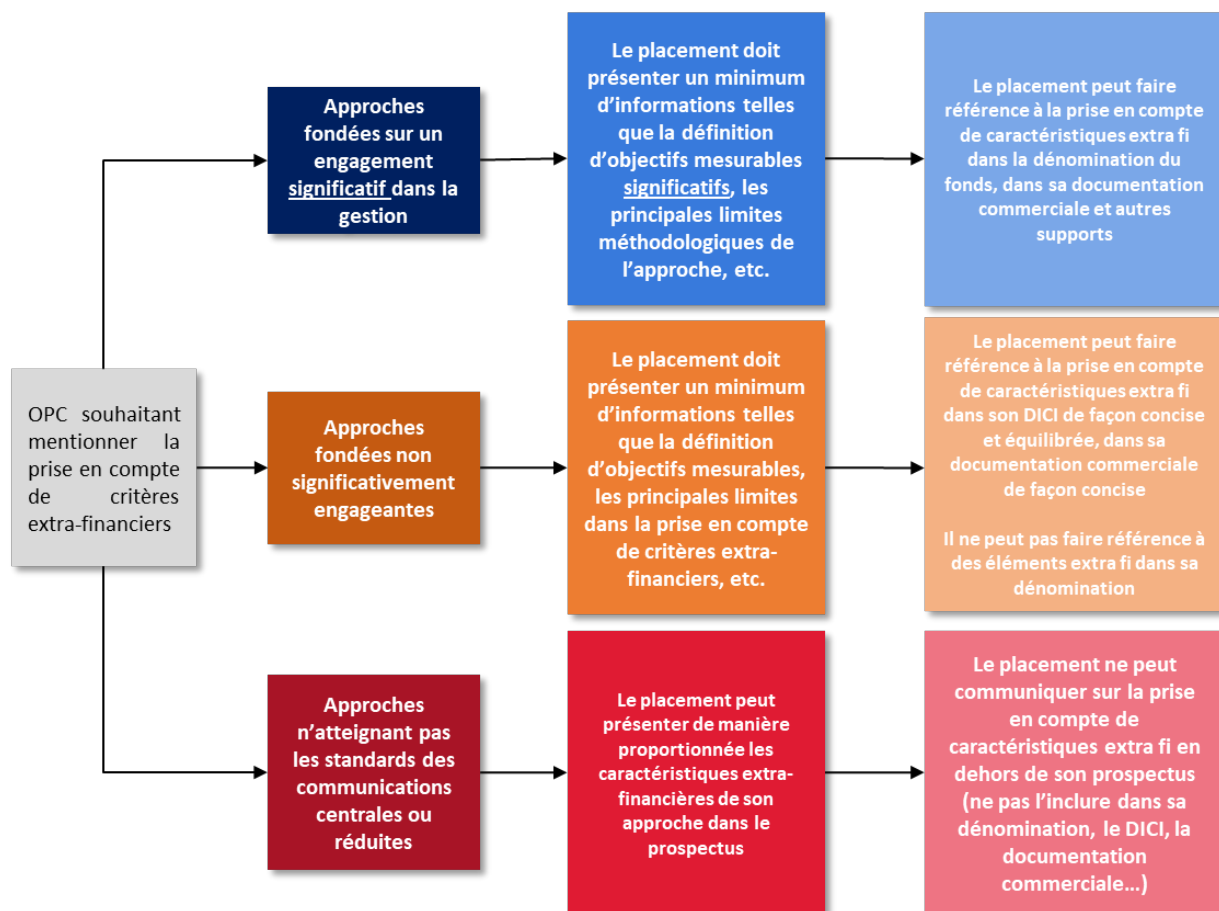 Approches
fondées sur un
engagement
significatif dans la
gestion
Le placement doit
présenter un minimum
d’informations telles
que la définition
d’objectifs mesurables
significatifs, les
principales limites
méthodologiques de
l’approche, etc.
Le placement peut faire
référence à la prise en compte
de caractéristiques extra fi
dans la dénomination du
fonds, dans sa documentation
commerciale et autres
supports
OPC souhaitant
mentionner la
prise en compte
de critères
extra-financiers
Approches
fondées non
significativement
engageantes
Le placement doit
présenter un minimum
d’informations telles
que la définition
d’objectifs mesurables,
les principales limites
dans la prise en compte
de critères extra-
financiers, etc.
Le placement peut faire
référence à la prise en compte
de caractéristiques extra fi
dans son DICI de façon concise
et équilibrée, dans sa
documentation commerciale
de façon concise
Il ne peut pas faire référence à
des éléments extra fi dans sa
dénomination
Approches
n’atteignant pas
les standards des
communications
centrales ou
réduites
Le placement peut
présenter de manière
proportionnée les
caractéristiques extra-
financières de son
approche dans le
prospectus
Le placement ne peut
communiquer sur la prise
en compte de
caractéristiques extra fi en
dehors de son prospectus
(ne pas l’inclure dans sa
dénomination, le DICI, la
documentation
commerciale…)